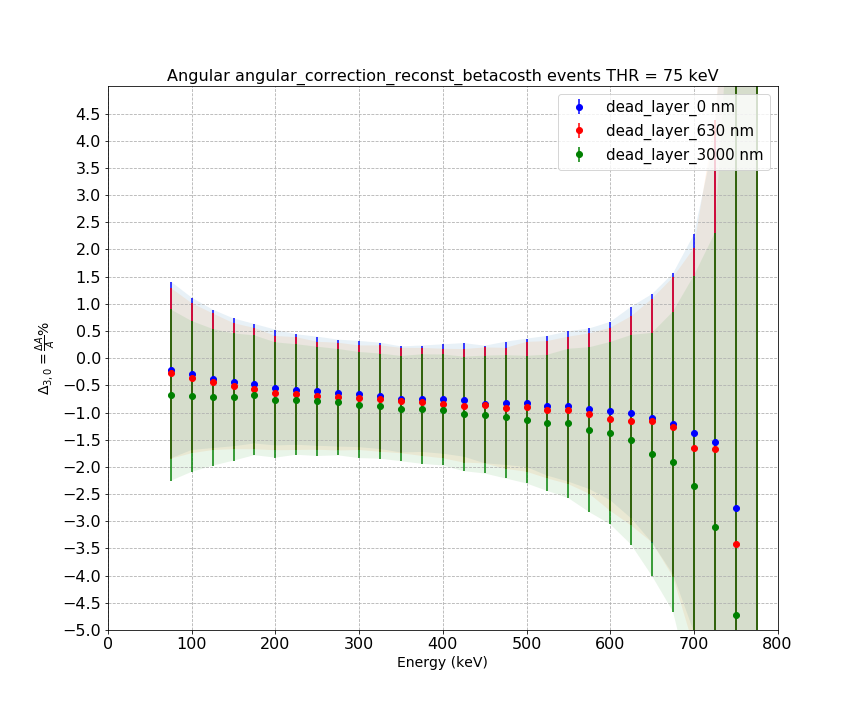 Angular angular_correction_reconst_betacosth events THR = 75 keV
dead_layer_0 nm
dead_layer_630 nm
dead_layer_3000 nm
4.5
4.0
3.5
3.0
2.5
2.0
1.5
1.0
0.5
0.0
−0.5
−1.0
−1.5
−2.0
−2.5
−3.0
−3.5
−4.0
−4.5
−5.0
Δ3, 0 = ΔA/A %
0 100 200 300 400 500 600 700 800
Energy (keV)